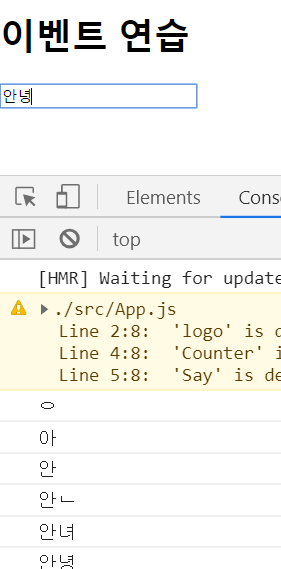 이벤트 연습
안녕
Elements Cons
top
[HMR] Waiting for update
./src/App.js
Line 2:8: 'logo' is d
Line 4:8: 'Counter' i
Line 5:8: 'Say' is de
ㅇ
아
안
안ㄴ
안녀
안녕